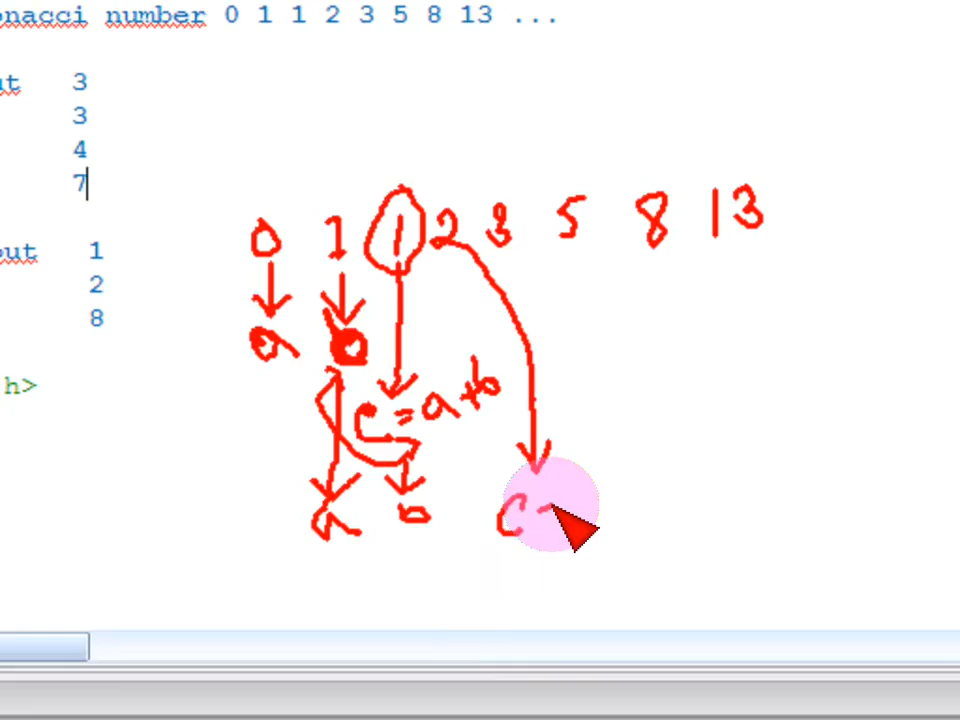 onacci number 0 1 1 2 3 5 8 13 ...
ut 3
3
4
7
0 1 1 2 3 5 8 13
out 1
2
8
a b
h>
c = a+b
a b c -